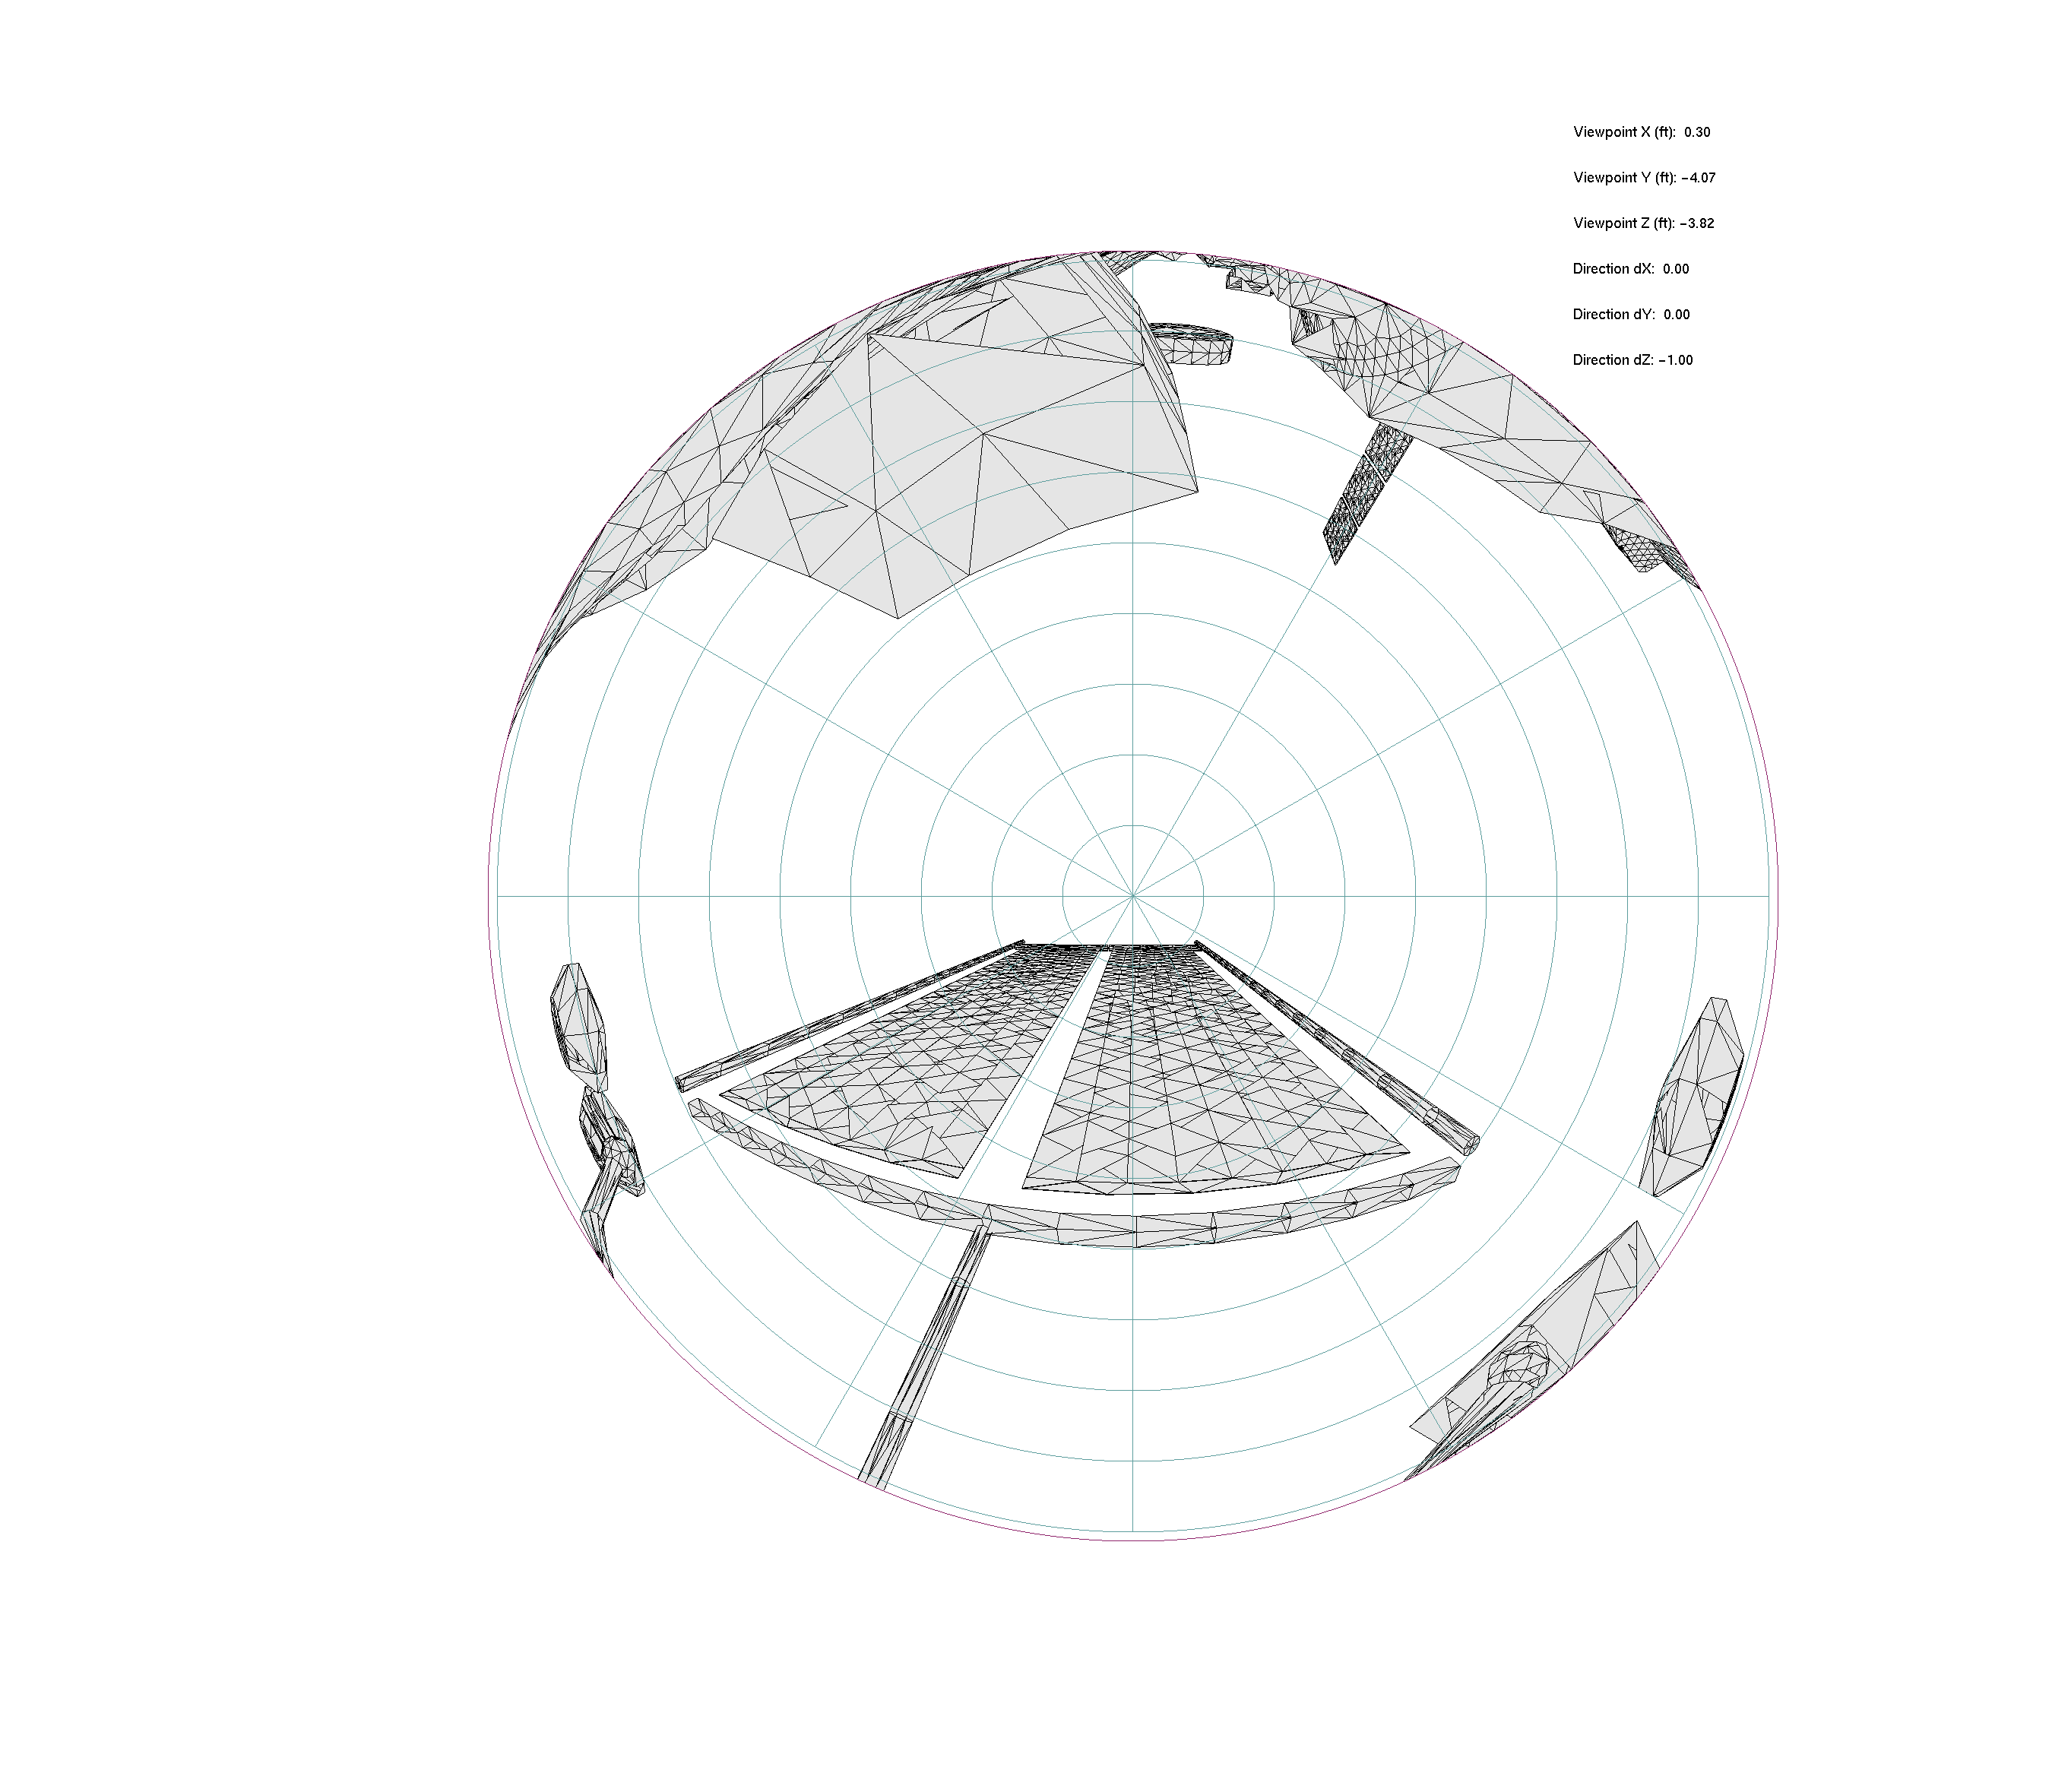 Viewpoint X (ft): 0.30
Viewpoint Y (ft): −4.07
Viewpoint Z (ft): −3.82
Direction dX: 0.00
Direction dY: 0.00
Direction dZ: −1.00